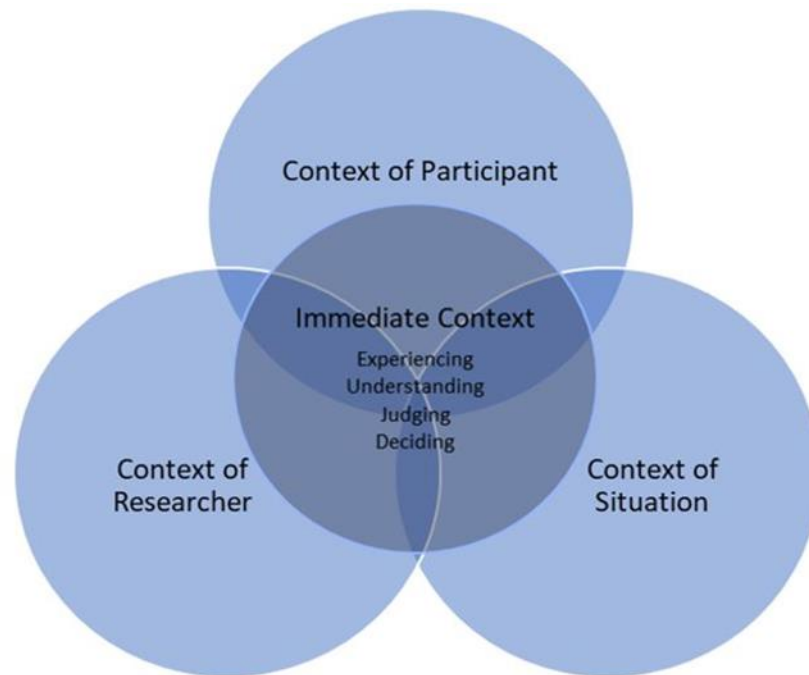 Context of Participant
Immediate Context
Experiencing
Understanding
Judging
Deciding
Context of
Researcher
Context of
Situation